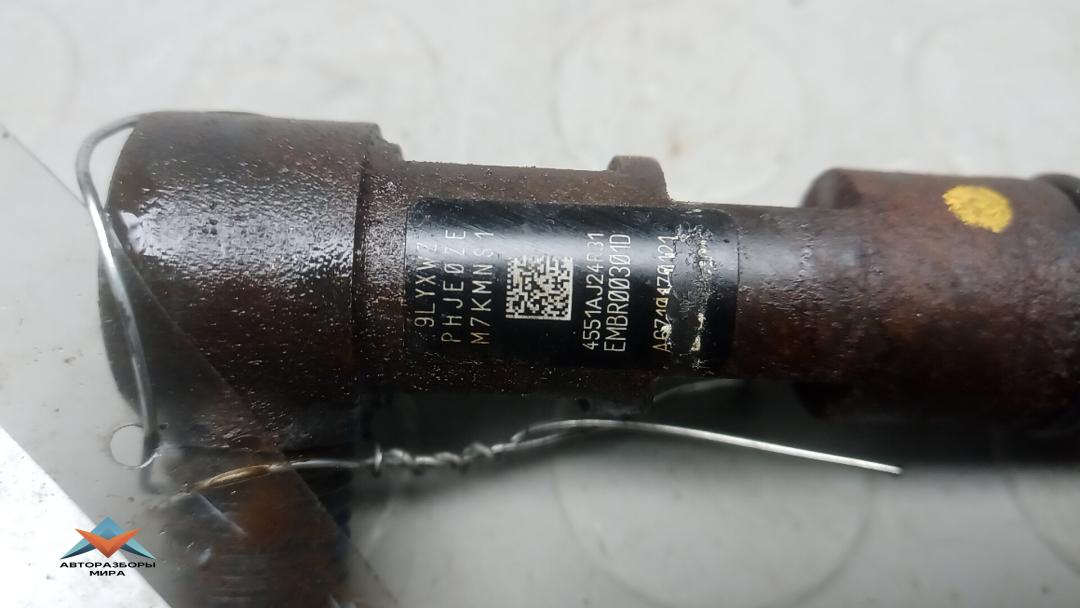 9LYXWZ
PHJE0ZE
M7KMNS1
4551AJ24R31
EMBR00301D
АВТОРАЗБОРЫ
МИРА